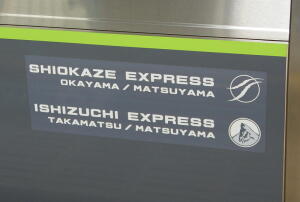 SHIOKAZE EXPRESS
OKAYAMA / MATSUYAMA
ISHIZUCHI EXPRESS
TAKAMATSU / MATSUYAMA